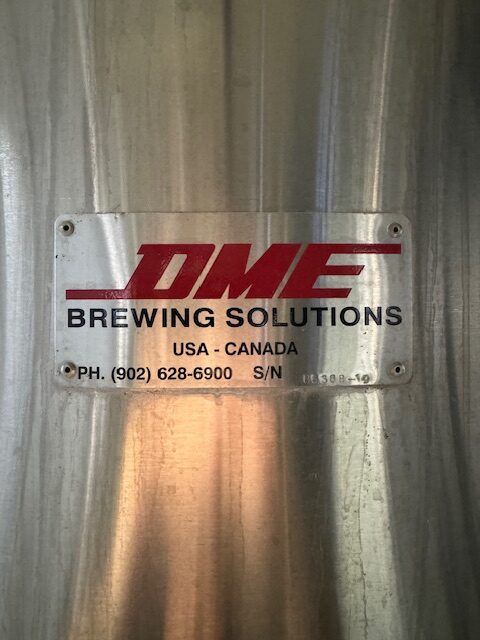 DME
BREWING SOLUTIONS
USA - CANADA
PH. (902) 628-6900 S/N